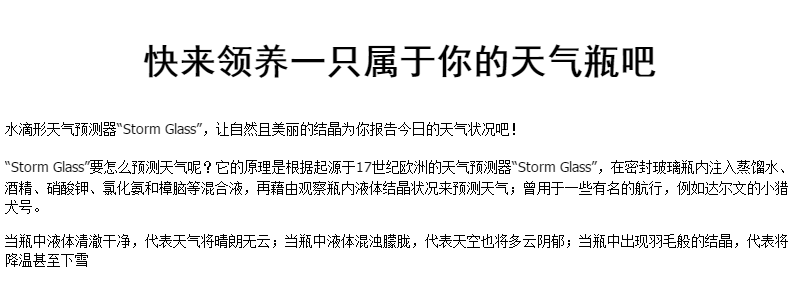 快来领养一只属于你的天气瓶吧
水滴形天气预测器“Storm Glass”，让自然且美丽的结晶为你报告今日的天气状况吧！
“Storm Glass”要怎么预测天气呢？它的原理是根据起源于17世纪欧洲的天气预测器“Storm Glass”，在密封玻璃瓶内注入蒸馏水、
酒精、硝酸钾、氯化氨和樟脑等混合液，再藉由观察瓶内液体结晶状况来预测天气；曾用于一些有名的航行，例如达尔文的小猎
犬号。
当瓶中液体清澈干净，代表天气将晴朗无云；当瓶中液体混浊朦胧，代表天空也将多云阴郁；当瓶中出现羽毛般的结晶，代表将
降温甚至下雪